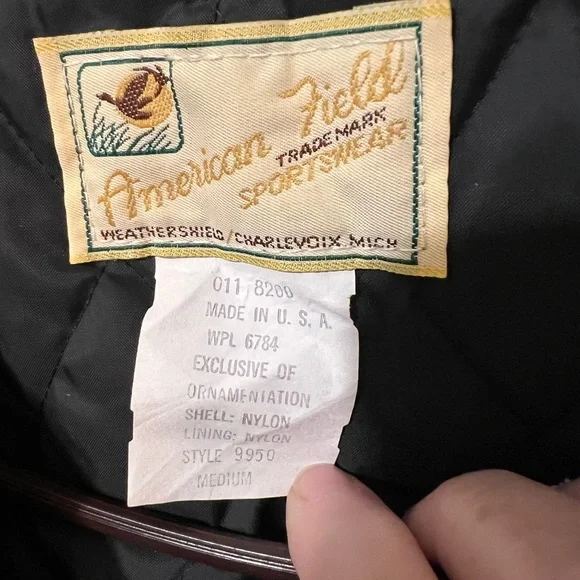 American Field
TRADE MARK
SPORTSWEAR
WEATHERSHIELD/CHARLEVOIX, MICH
011 8200
MADE IN U. S. A.
WPL 6784
EXCLUSIVE OF
ORNAMENTATION
SHELL: NYLON
LINING: NYLON
STYLE 9950
MEDIUM